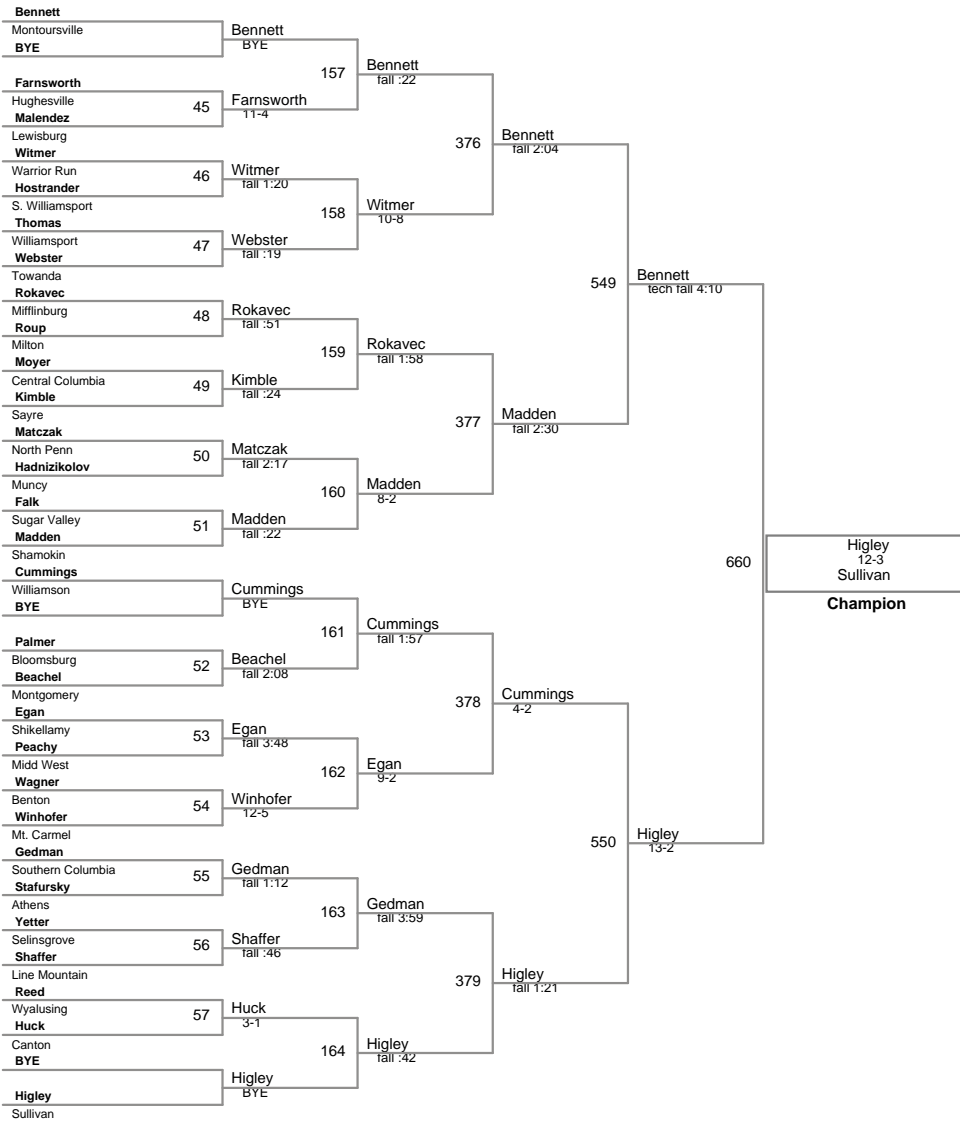 Bennett
Montoursville
BYE
Farnsworth
Hughesville
Malendez
Lewisburg
Witmer
Warrior Run
Hostrander
S. Williamsport
Thomas
Williamsport
Webster
Towanda
Rokavec
Mifflinburg
Roup
Milton
Moyer
Central Columbia
Kimble
Sayre
Matczak
North Penn
Hadnizikolov
Muncy
Falk
Sugar Valley
Madden
Shamokin
Cummings
Williamson
BYE
Palmer
Bloomsburg
Beachel
Montgomery
Egan
Shikellamy
Peachy
Midd West
Wagner
Benton
Winhofer
Mt. Carmel
Gedman
Southern Columbia
Stafursky
Athens
Yetter
Selinsgrove
Shaffer
Line Mountain
Reed
Wyalusing
Huck
Canton
BYE
Higley
Sullivan
45
46
47
48
49
50
51
52
53
54
55
56
57
Bennett
BYE
Farnsworth
11-4
Witmer
fall 1:20
Webster
fall :19
Rokavec
fall :51
Kimble
fall :24
Matczak
fall 2:17
Madden
fall :22
Cummings
BYE
Beachel
fall 2:08
Egan
fall 3:48
Winhofer
12-5
Gedman
fall 1:12
Shaffer
fall :46
Huck
3-1
Higley
BYE
157
158
159
160
161
162
163
164
Bennett
fall :22
Witmer
10-8
Rokavec
fall 1:58
Madden
8-2
Cummings
fall 1:57
Egan
9-2
Gedman
fall 3:59
Higley
fall :42
376
377
378
379
Bennett
fall 2:04
Madden
fall 2:30
Cummings
4-2
Higley
fall 1:21
549
550
Bennett
tech fall 4:10
Higley
13-2
660
Higley
12-3
Sullivan
Champion